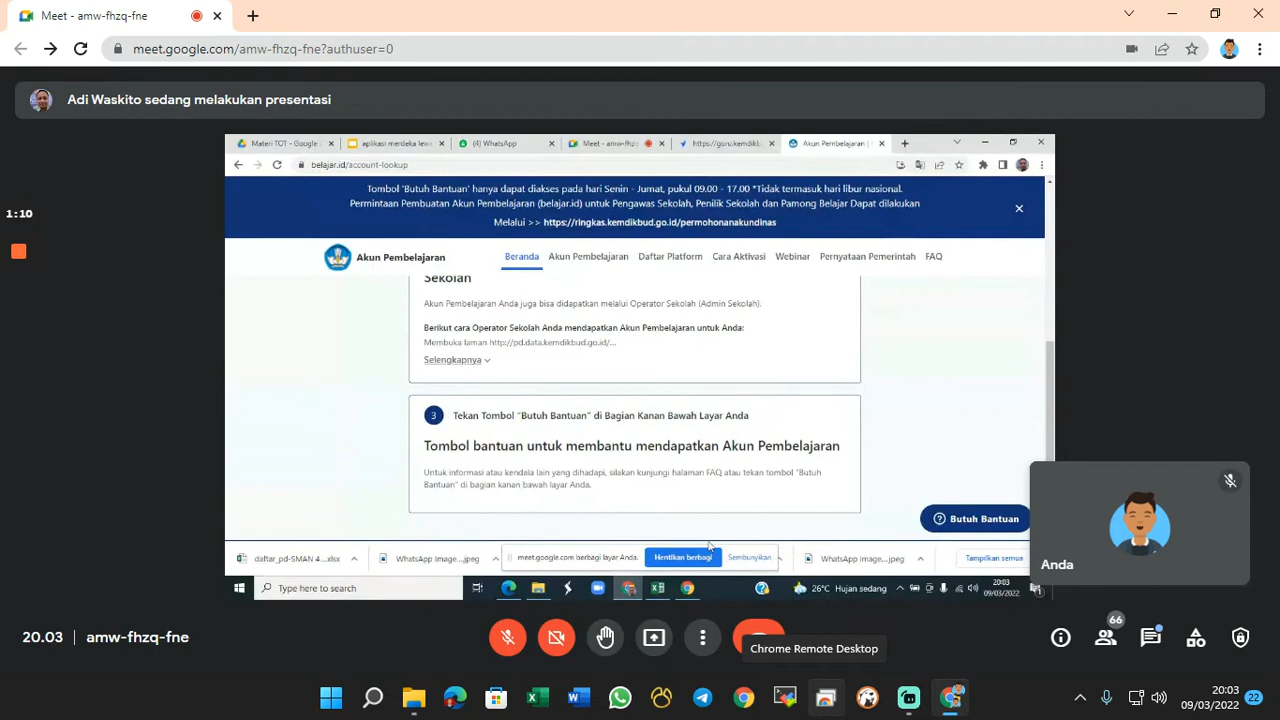 Meet - amw-fhzq-fne
meet.google.com/amw-fhzq-fne?authuser=0
Adi Waskito sedang melakukan presentasi
1:10
Materi TOT - Google
aplikasi merdeka lewa
(4) WhatsApp
Meet - amw-fhzq
https://guru.kemdikb
Akun Pembelajaran |
belajar.id/account-lookup
Tombol 'Butuh Bantuan' hanya dapat diakses pada hari Senin - Jumat, pukul 09.00 - 17.00 *Tidak termasuk hari libur nasional.
Permintaan Pembuatan Akun Pembelajaran (belajar.id) untuk Pengawas Sekolah, Penilik Sekolah dan Pamong Belajar Dapat dilakukan
Melalui >> https://ringkas.kemdikbud.go.id/permohonanakundinas
Akun Pembelajaran
Beranda Akun Pembelajaran Daftar Platform Cara Aktivasi Webinar Pernyataan Pemerintah FAQ
Sekolah
Akun Pembelajaran Anda juga bisa didapatkan melalui Operator Sekolah (Admin Sekolah).
Berikut cara Operator Sekolah Anda mendapatkan Akun Pembelajaran untuk Anda:
Membuka laman http://pd.data.kemdikbud.go.id/...
Selengkapnya
3 Tekan Tombol "Butuh Bantuan" di Bagian Kanan Bawah Layar Anda
Tombol bantuan untuk membantu mendapatkan Akun Pembelajaran
Untuk informasi atau kendala lain yang dihadapi, silakan kunjungi halaman FAQ atau tekan tombol "Butuh
Bantuan" di bagian kanan bawah layar Anda.
Butuh Bantuan
daftar_pd-SMAN 4...xlsx
WhatsApp Image....jpeg
meet.google.com berbagi layar Anda.
Hentikan berbagi
Sembunyikan
WhatsApp Image....jpeg
Tampilkan semua
Type here to search
26°C Hujan sedang
20:03
09/03/2022
Anda
20.03 amw-fhzq-fne
Chrome Remote Desktop
66
20:03
09/03/2022
22